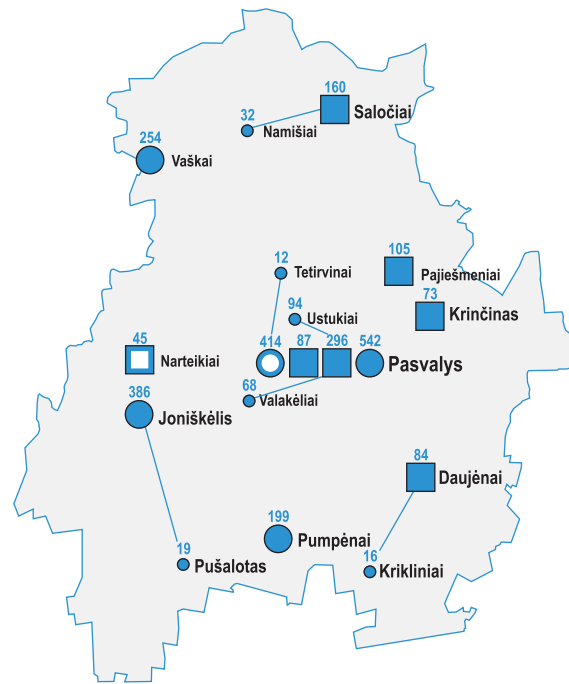 160
Saločiai
32
Namišiai
254
Vaškai
12
Tetirvinai
105
Pajiešmeniai
94
Ustukiai
73
Krinčinas
45
Narteikiai
414
87
296
542
Pasvalys
68
Valakėliai
386
Joniškėlis
84
Daujėnai
199
Pumpėnai
19
Pušalotas
16
Krikliniai